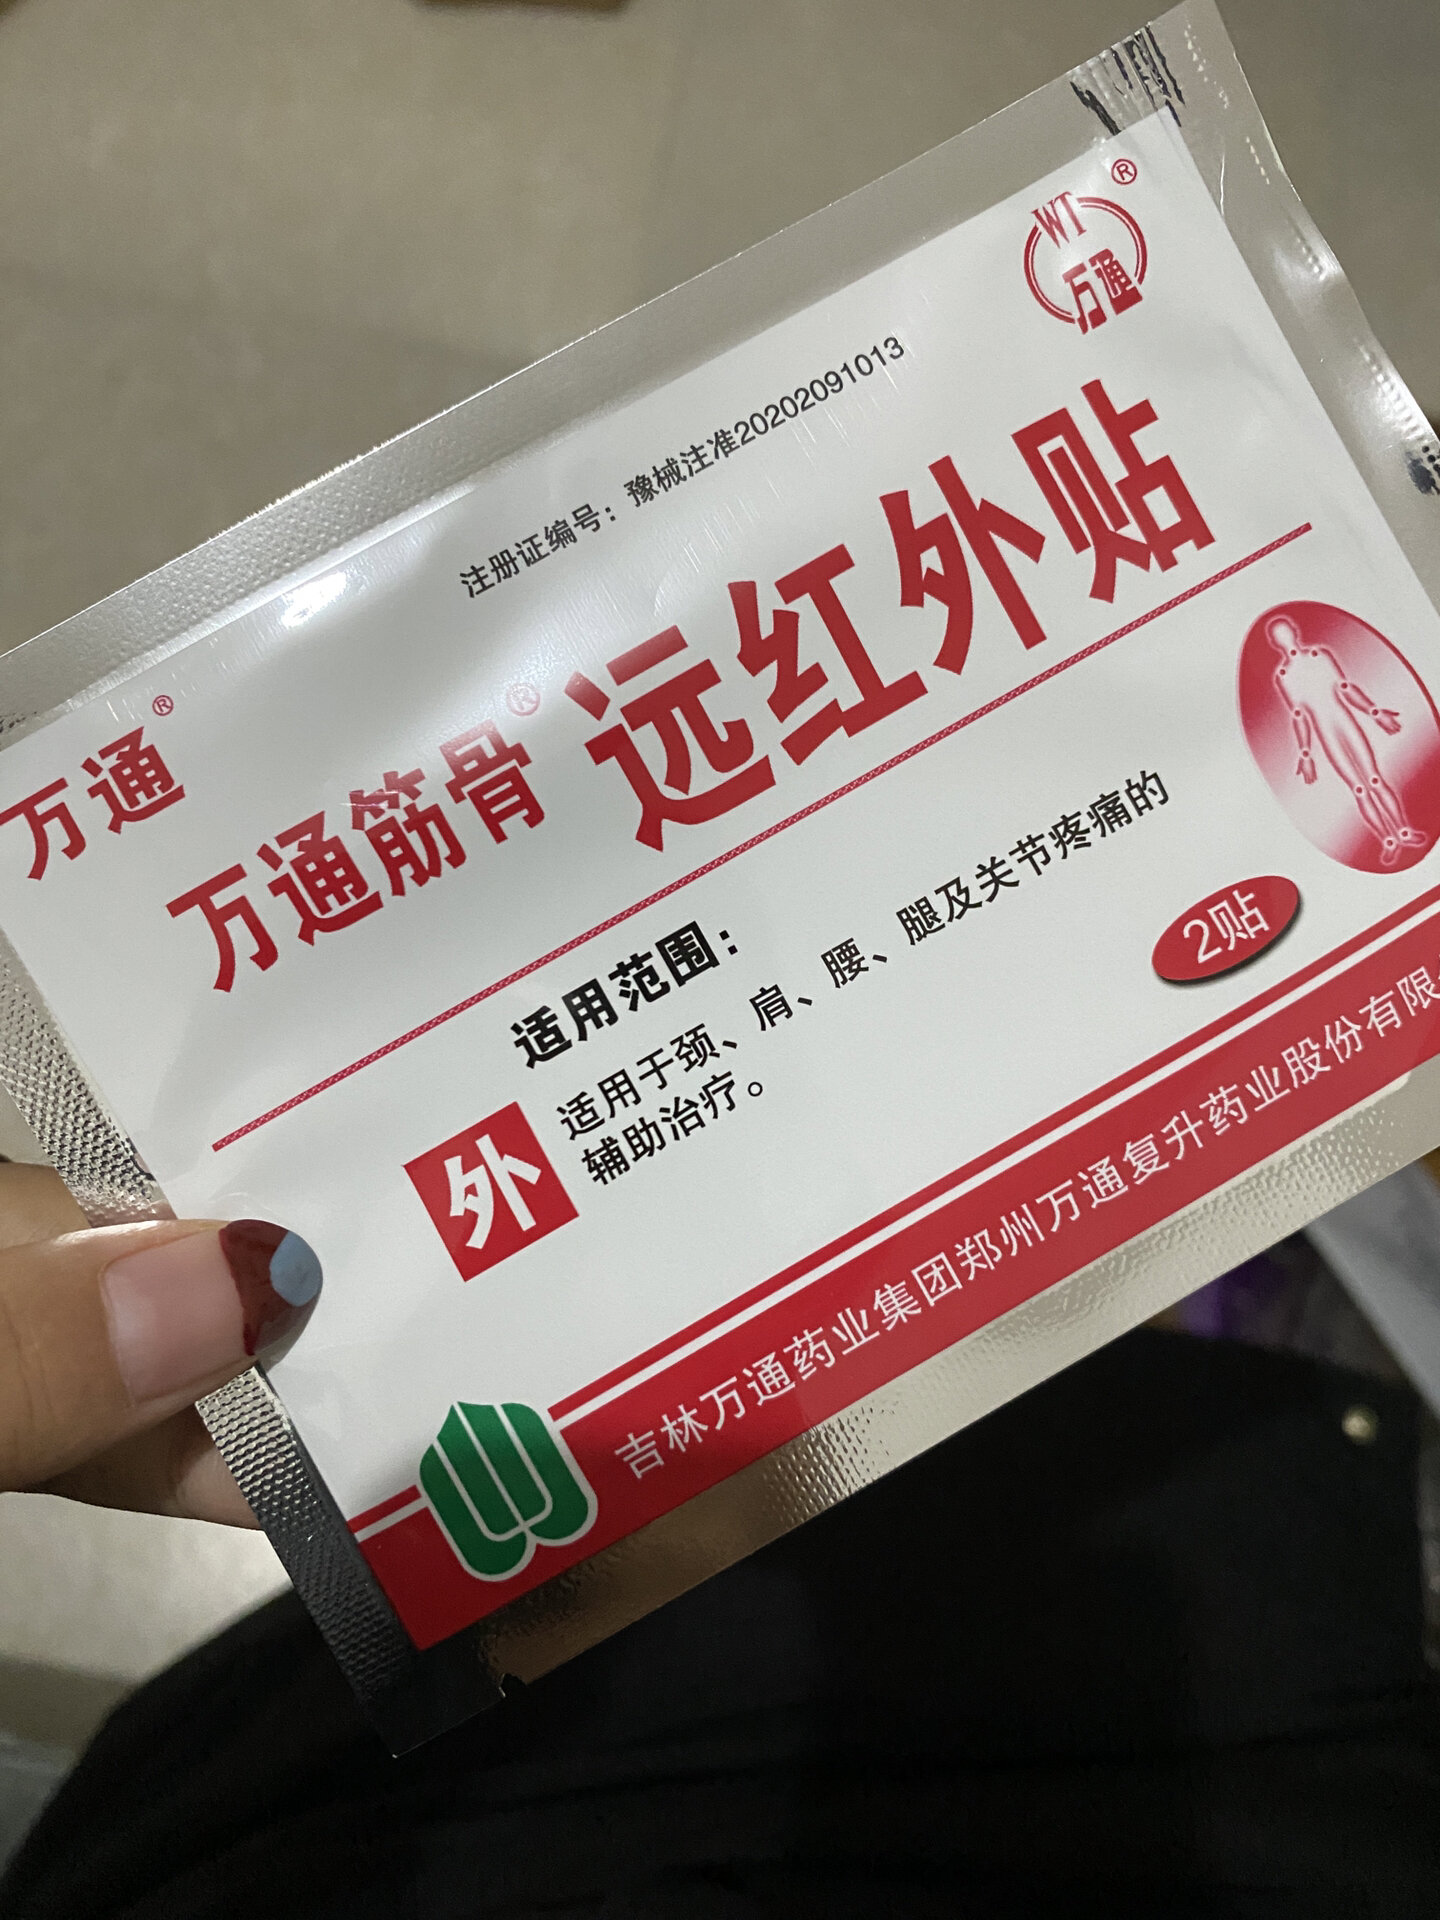 WT
万通®
注册证编号：豫械注准20202091013
万通®
万通筋骨®远红外贴
适用范围：
适用于颈、肩、腰、腿及关节疼痛的
辅助治疗。
外
2贴
吉林万通药业集团郑州万通复升药业股份有限